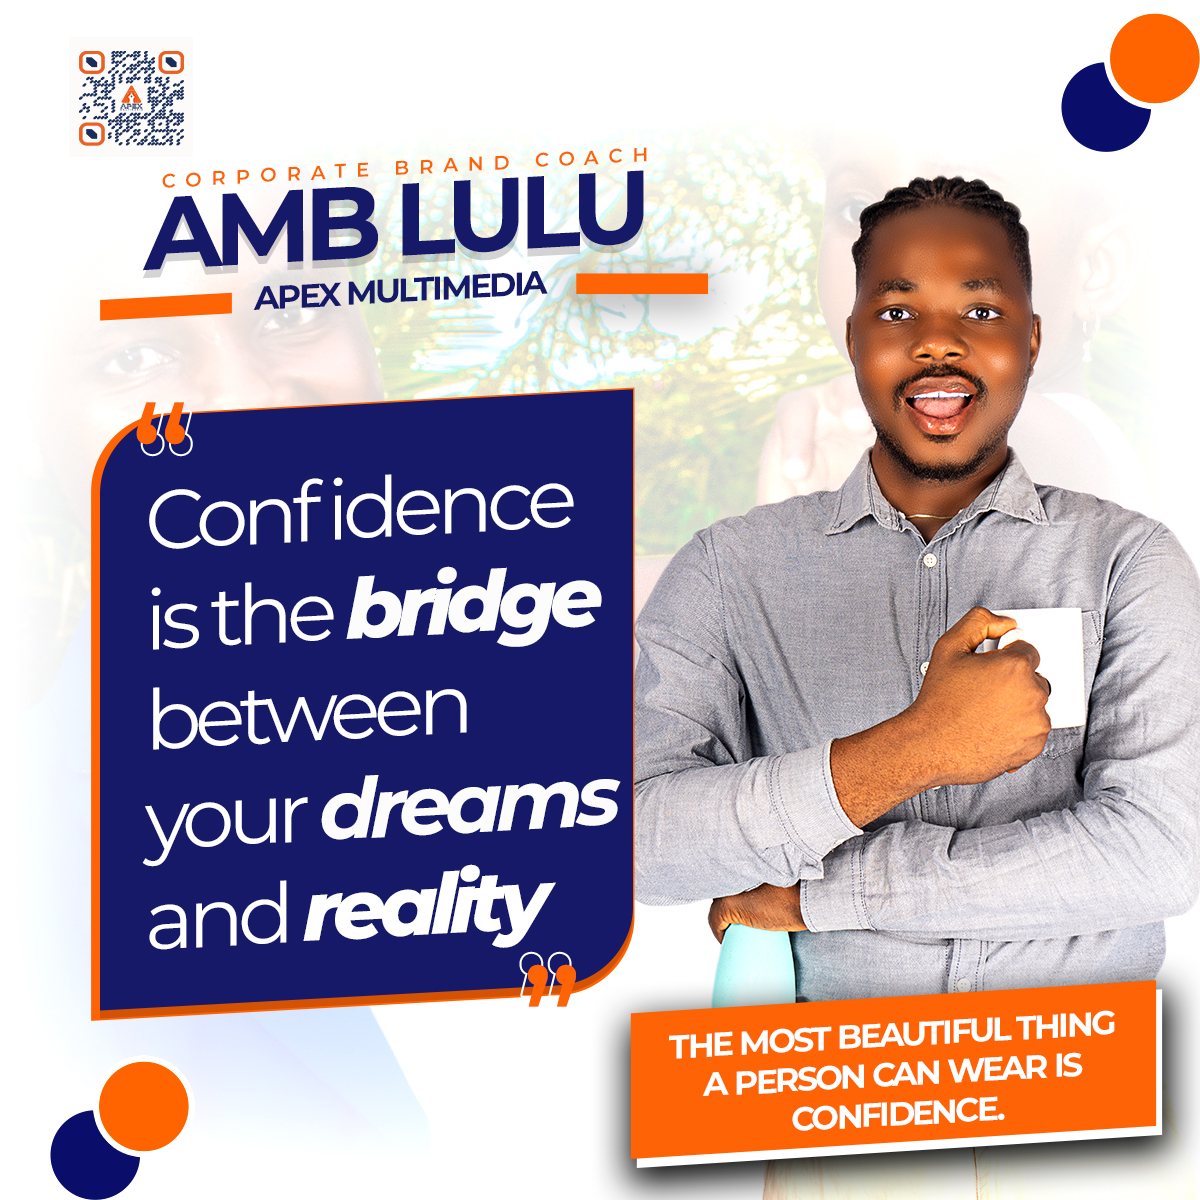 APEX
CORPORATE BRAND COACH
AMB LULU
APEX MULTIMEDIA
“
Confidence
is the bridge
between
your dreams
and reality
”
THE MOST BEAUTIFUL THING
A PERSON CAN WEAR IS
CONFIDENCE.